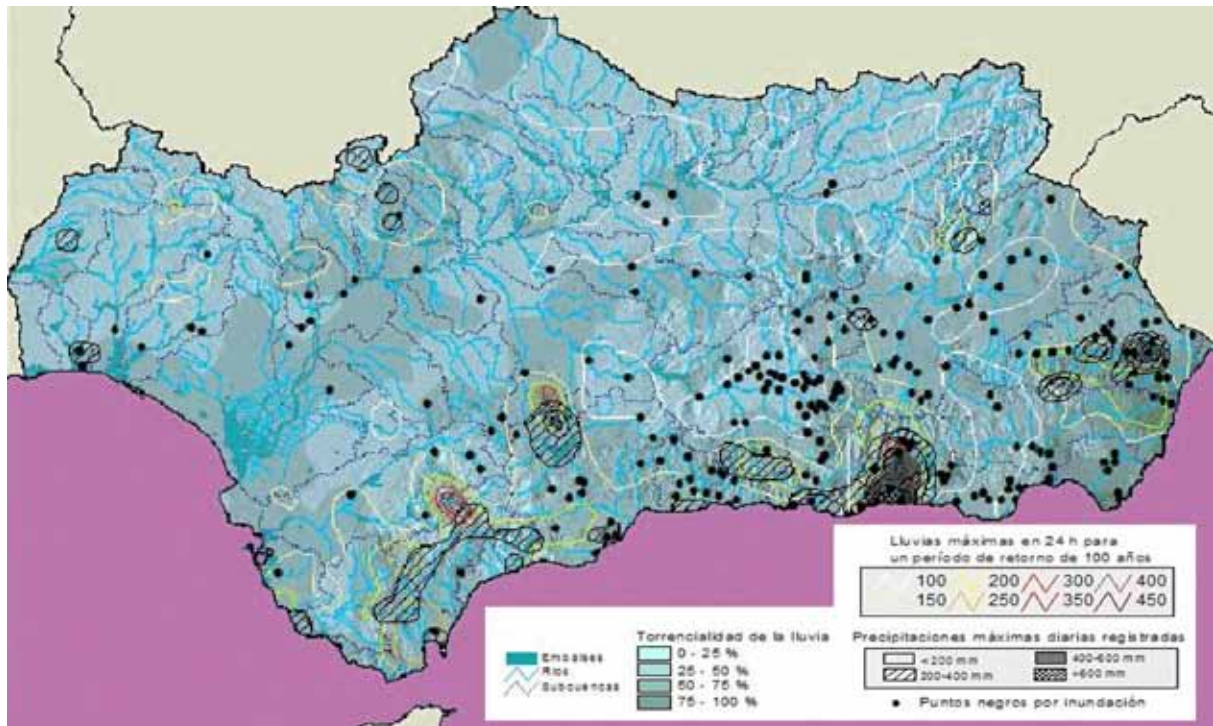 Lluvias máximas en 24 h para
un período de retorno de 100 años
100 200 300 400
150 250 350 450
Precipitaciones máximas diarias registradas
<200 mm 400-600 mm
200-400 mm >600 mm
Puntos negros por inundación
Torrencialidad de la lluvia
0 - 25 %
25 - 50 %
50 - 75 %
75 - 100 %
Embalses
Ríos
Subcuencas